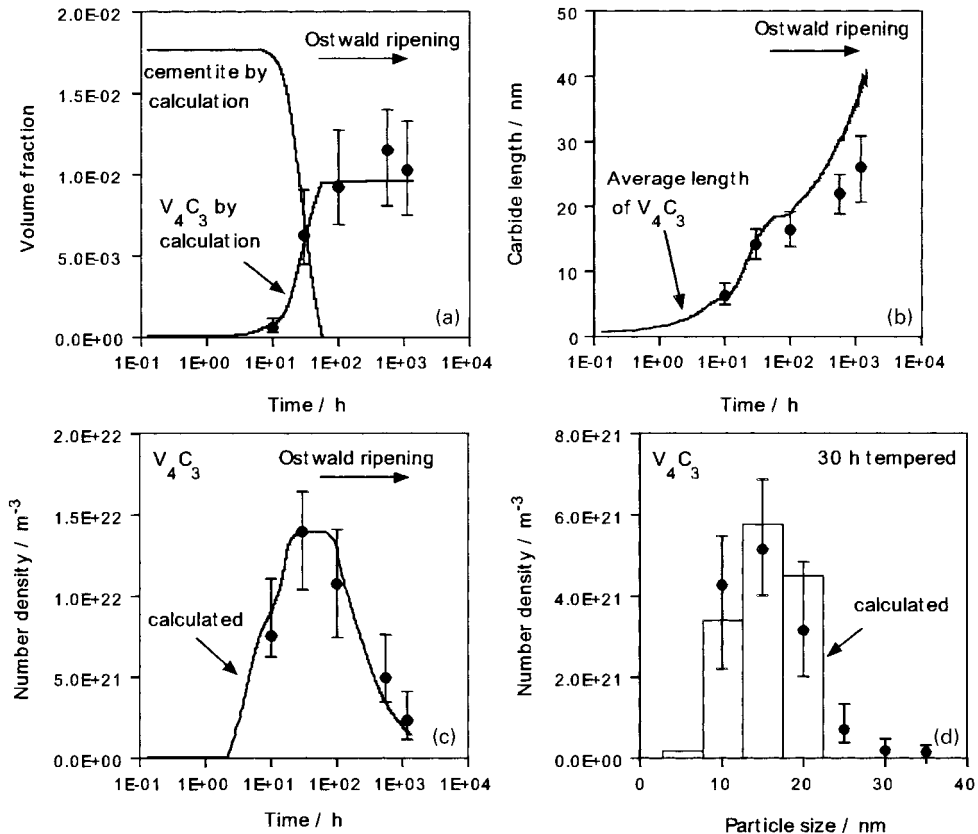 2.0E-02
1.5E-02
1.0E-02
5.0E-03
0.0E+00
Volume fraction
Ostwald ripening
cementite by
calculation
V4C3 by
calculation
(a)
1E-01 1E+00 1E+01 1E+02 1E+03 1E+04
Time / h
50
40
30
20
10
0
Carbide length / nm
Ostwald ripening
Average length
of V4C3
(b)
1E-01 1E+00 1E+01 1E+02 1E+03 1E+04
Time / h
2.0E+22
1.5E+22
1.0E+22
5.0E+21
0.0E+00
Number density / m-3
V4C3
Ostwald ripening
calculated
(c)
1E-01 1E+00 1E+01 1E+02 1E+03 1E+04
Time / h
8.0E+21
6.0E+21
4.0E+21
2.0E+21
0.0E+00
Number density / m-3
V4C3
30 h tempered
calculated
(d)
0 10 20 30 40
Particle size / nm